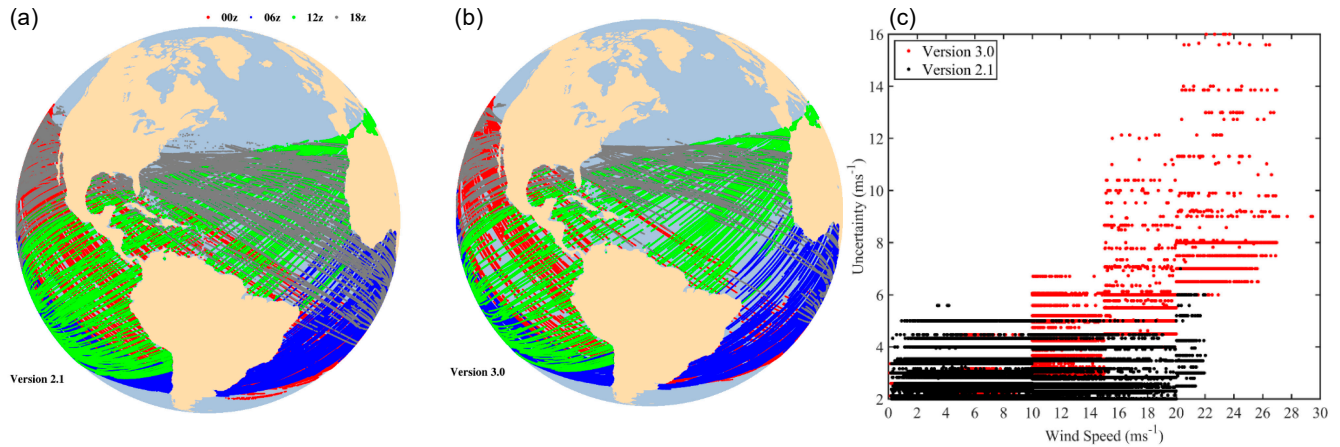 (a)
00z 06z 12z 18z
Version 2.1
(b)
Version 3.0
(c)
Version 3.0
Version 2.1
Uncertainty (ms⁻¹)
16
14
12
10
8
6
4
2
0 2 4 6 8 10 12 14 16 18 20 22 24 26 28 30
Wind Speed (ms⁻¹)